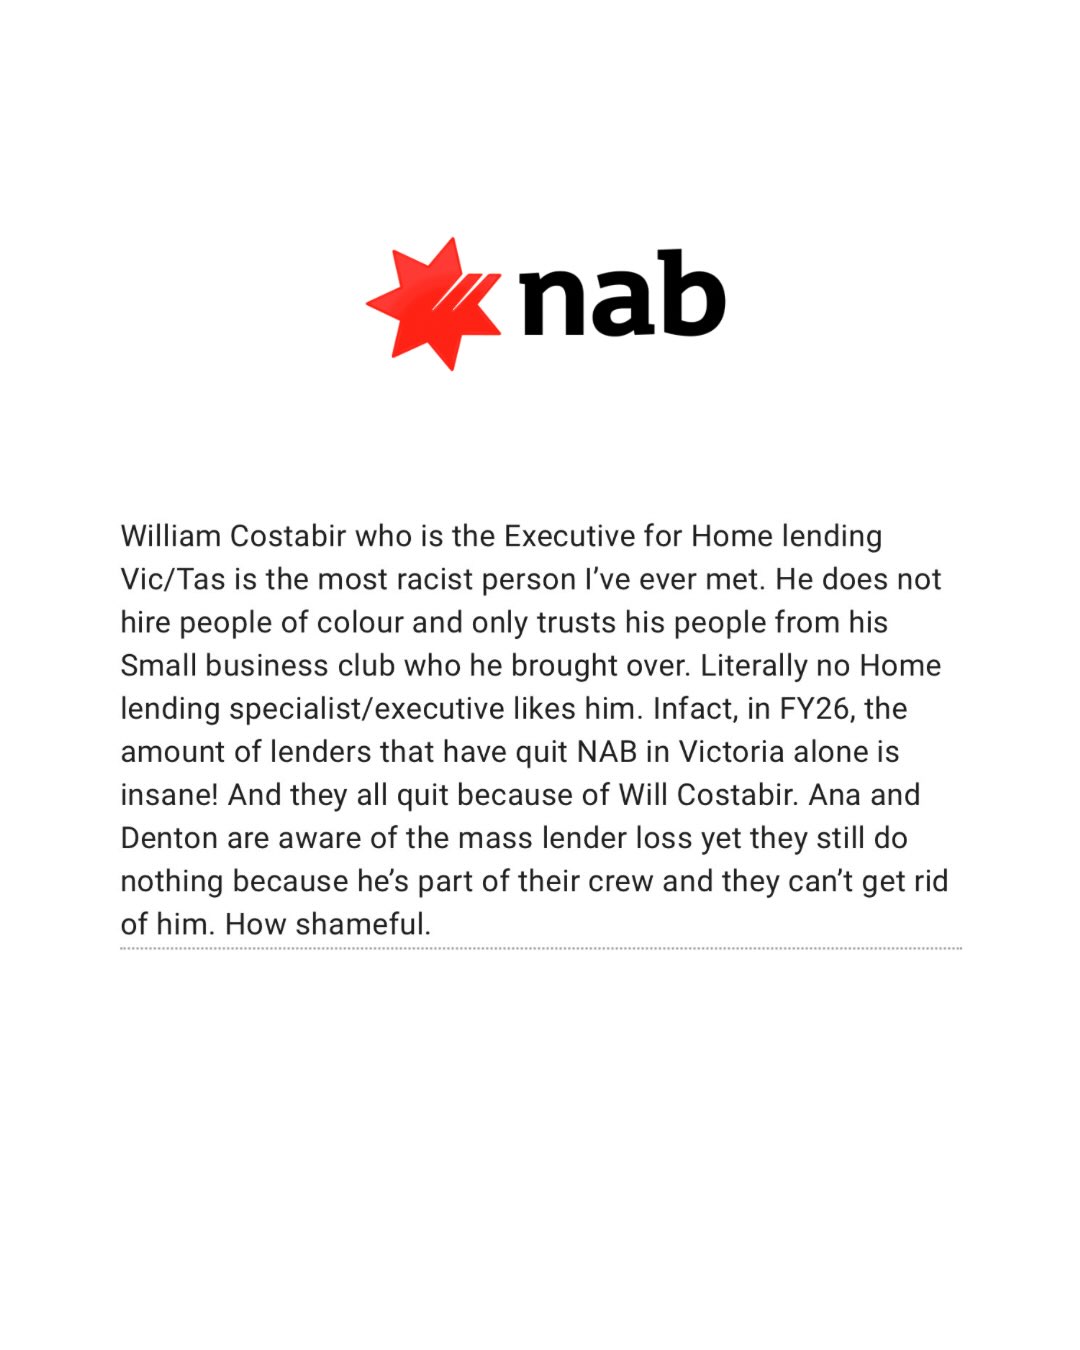 nab
William Costabir who is the Executive for Home lending
Vic/Tas is the most racist person I’ve ever met. He does not
hire people of colour and only trusts his people from his
Small business club who he brought over. Literally no Home
lending specialist/executive likes him. Infact, in FY26, the
amount of lenders that have quit NAB in Victoria alone is
insane! And they all quit because of Will Costabir. Ana and
Denton are aware of the mass lender loss yet they still do
nothing because he’s part of their crew and they can’t get rid
of him. How shameful.